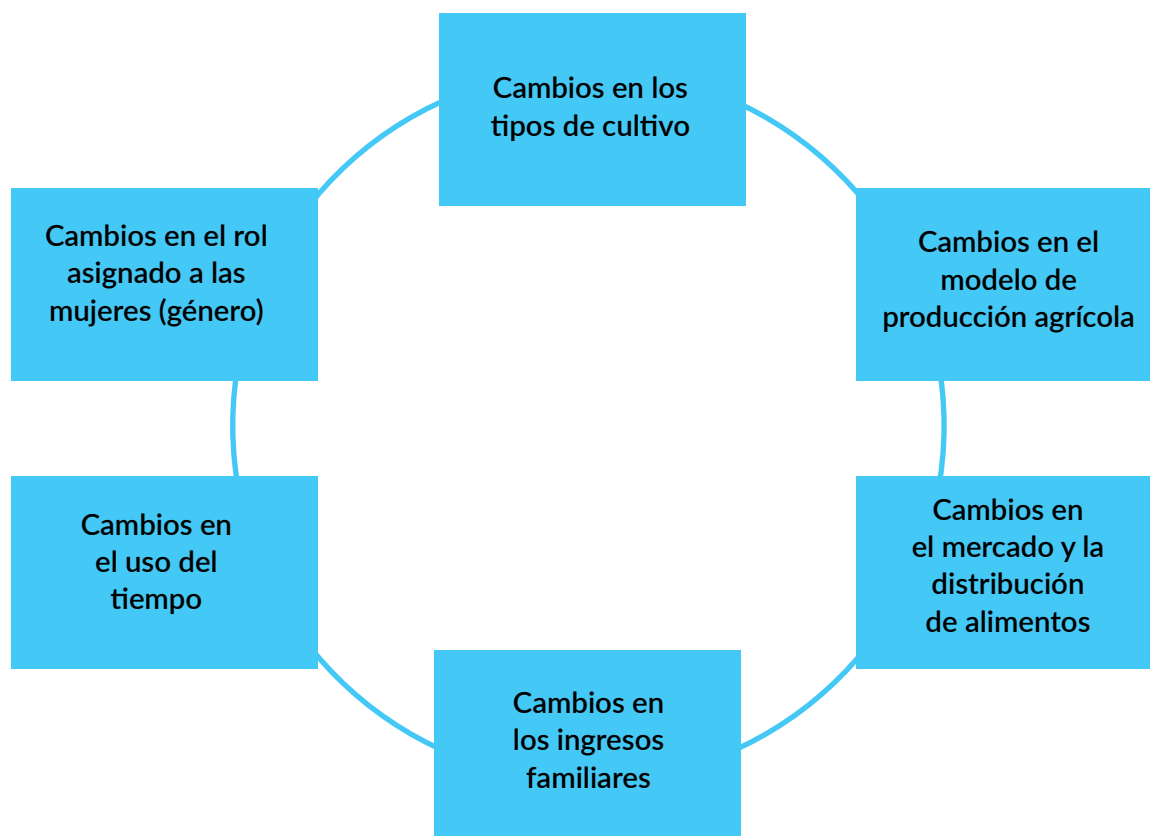 Cambios en los
tipos de cultivo
Cambios en el
modelo de
producción agrícola
Cambios en
el mercado y la
distribución
de alimentos
Cambios en
los ingresos
familiares
Cambios en
el uso del
tiempo
Cambios en el rol
asignado a las
mujeres (género)